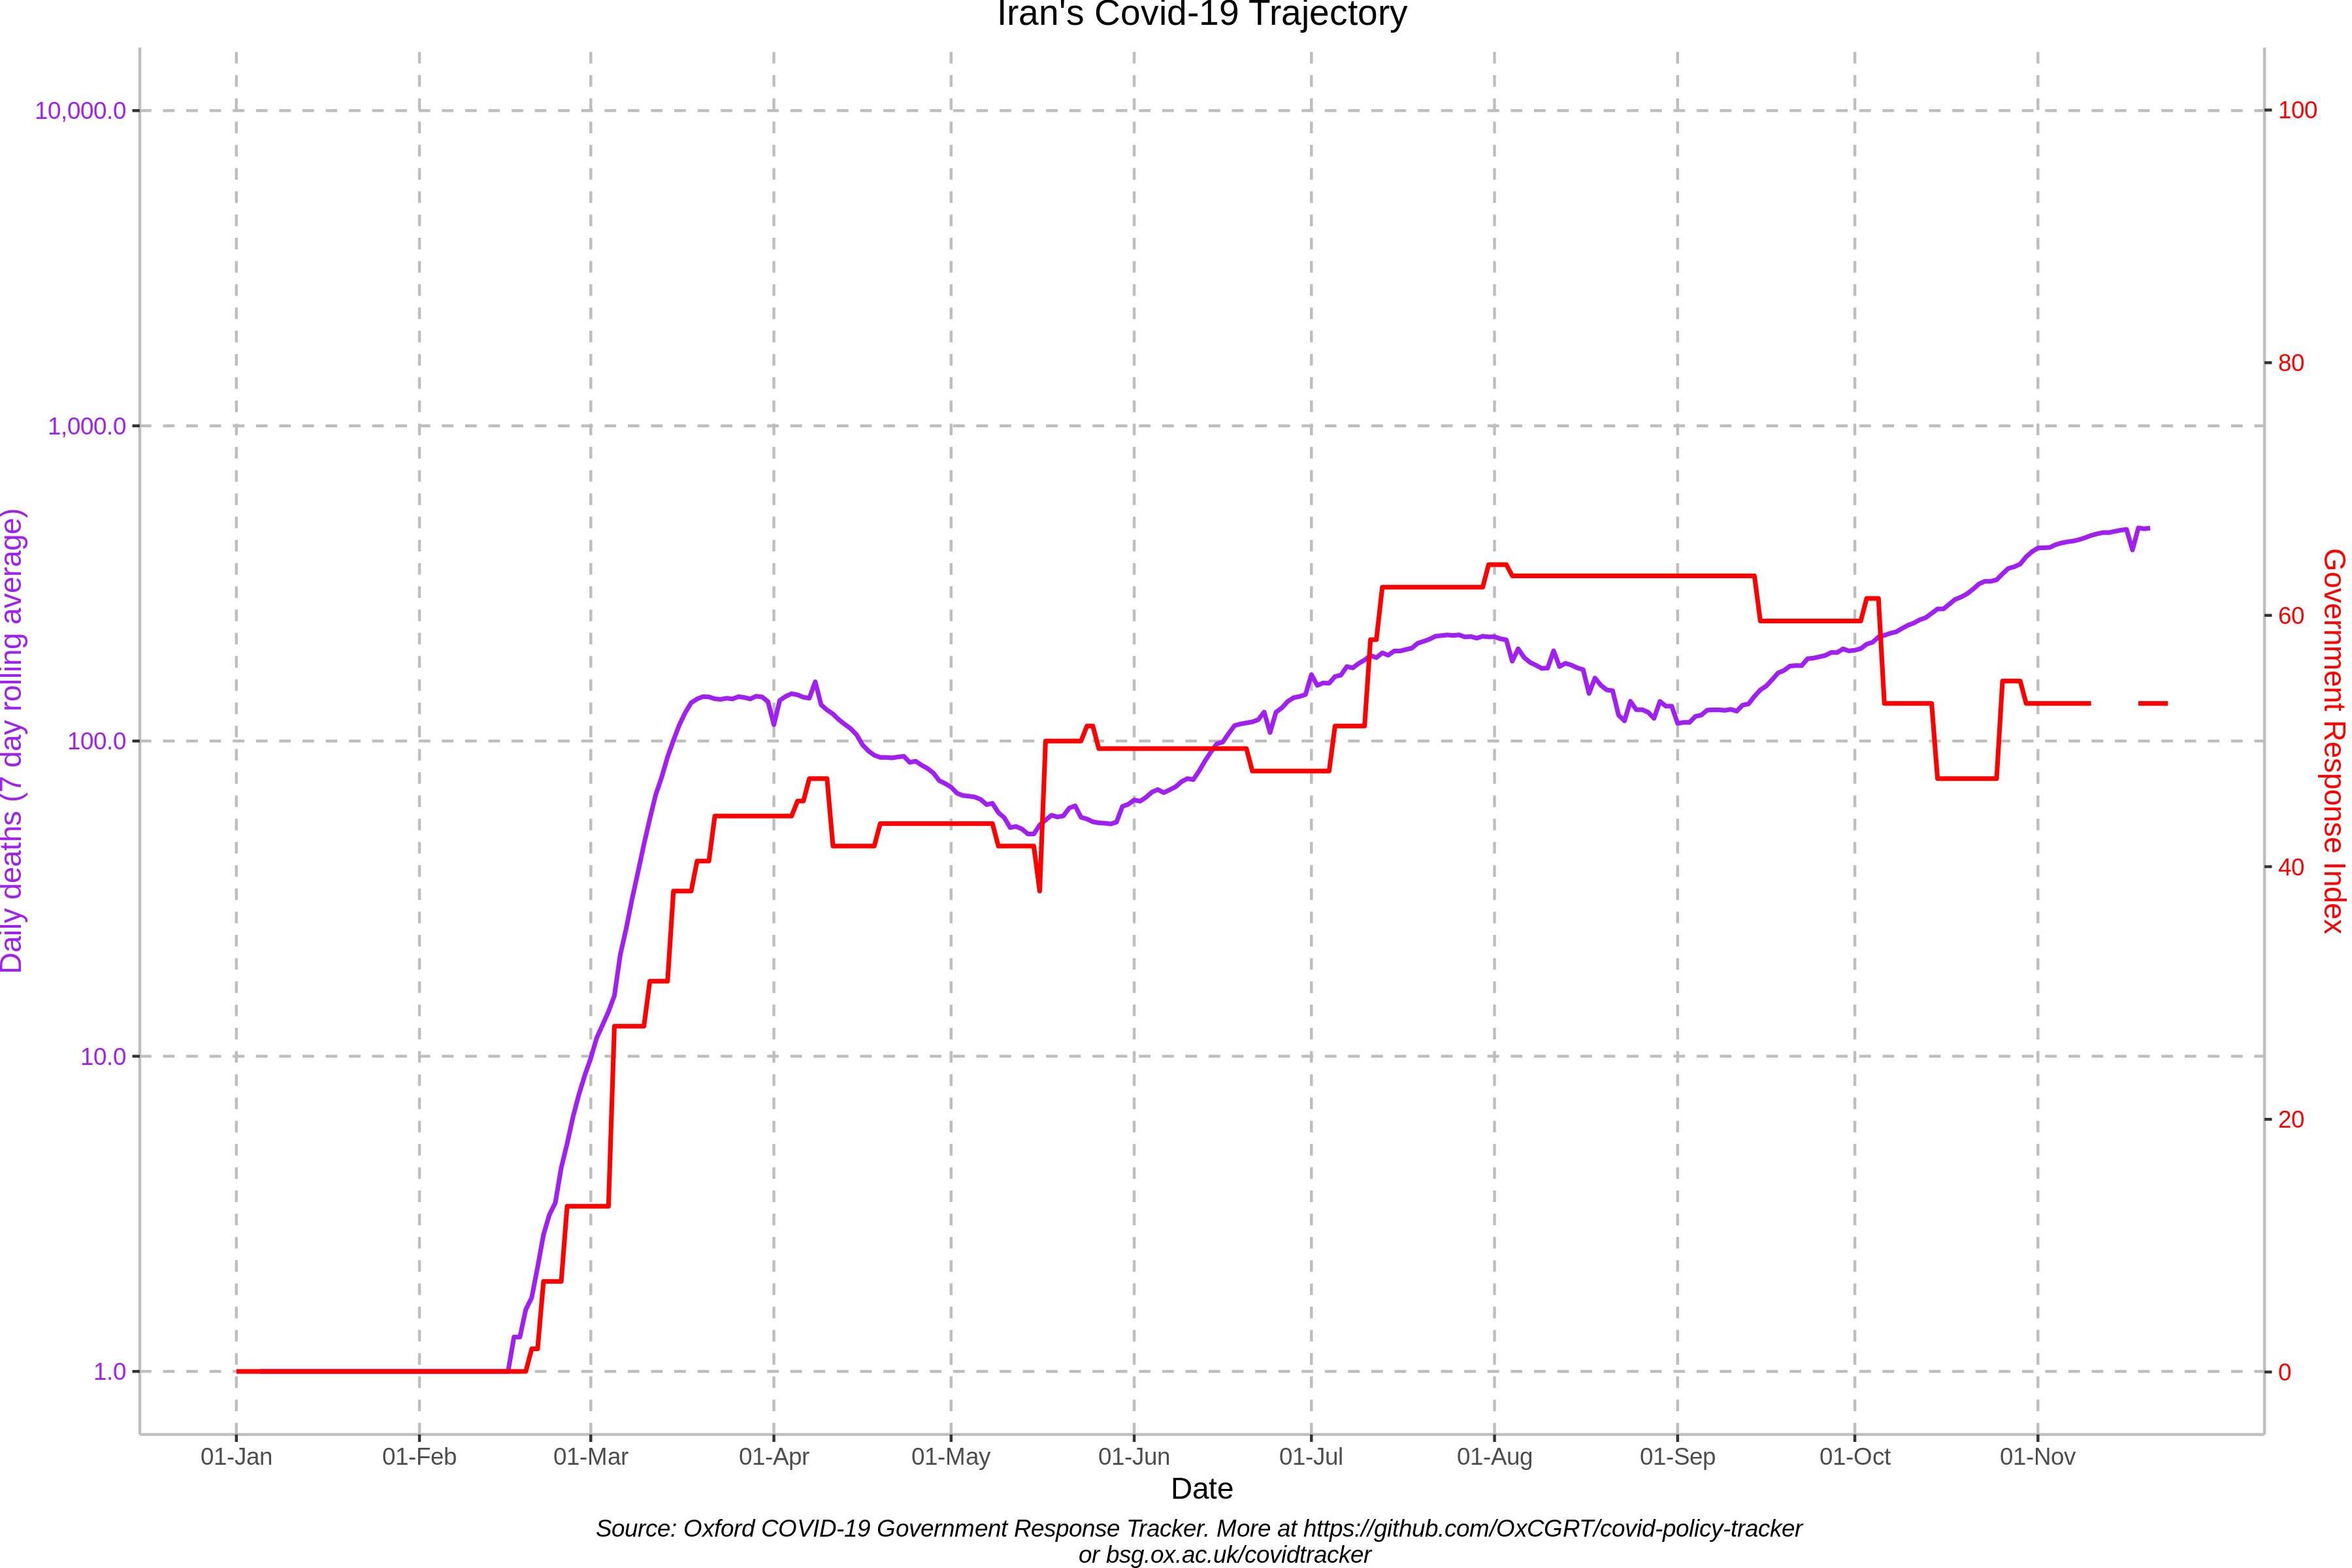 Iran's Covid-19 Trajectory
10,000.0
1,000.0
100.0
10.0
1.0
Daily deaths (7 day rolling average)
100
80
60
40
20
0
Government Response Index
01-Jan
01-Feb
01-Mar
01-Apr
01-May
01-Jun
01-Jul
01-Aug
01-Sep
01-Oct
01-Nov
Date
Source: Oxford COVID-19 Government Response Tracker. More at https://github.com/OxCGRT/covid-policy-tracker
or bsg.ox.ac.uk/covidtracker